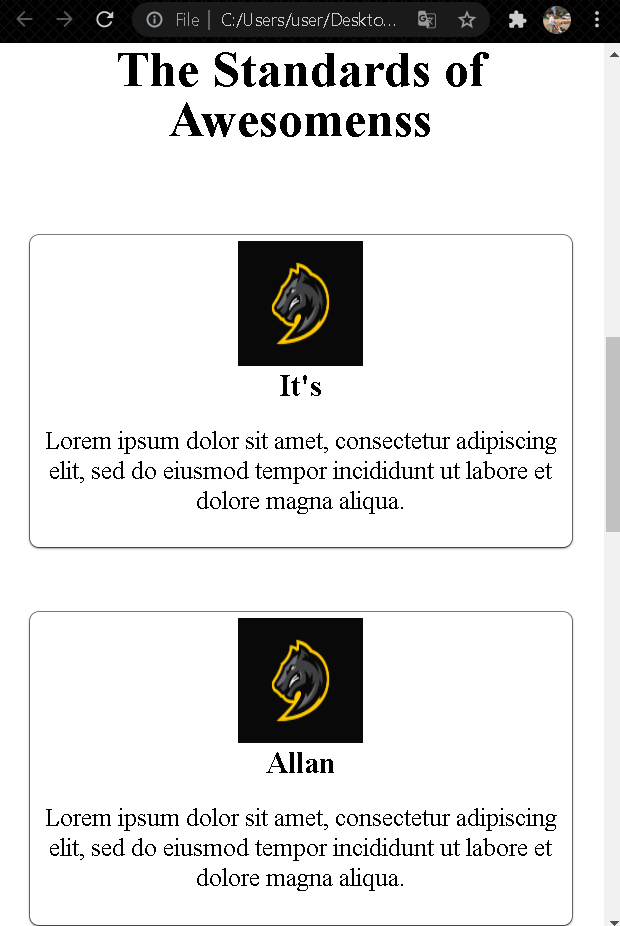 File | C:/Users/user/Deskto...
The Standards of
Awesomenss
It's
Lorem ipsum dolor sit amet, consectetur adipiscing
elit, sed do eiusmod tempor incididunt ut labore et
dolore magna aliqua.
Allan
Lorem ipsum dolor sit amet, consectetur adipiscing
elit, sed do eiusmod tempor incididunt ut labore et
dolore magna aliqua.